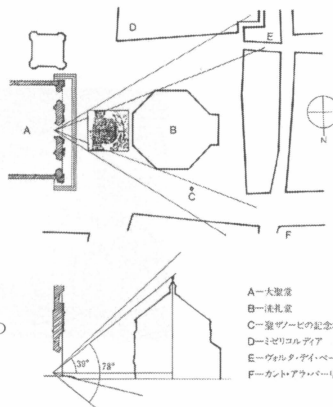 D
E
A
B
N
C
F
39°
78°
A—大聖堂
B—洗礼堂
C—聖ザノービの記念
D—ミゼリコルディア
E—ヴォルタ・デイ・ペー
F—カント・アラ・パー